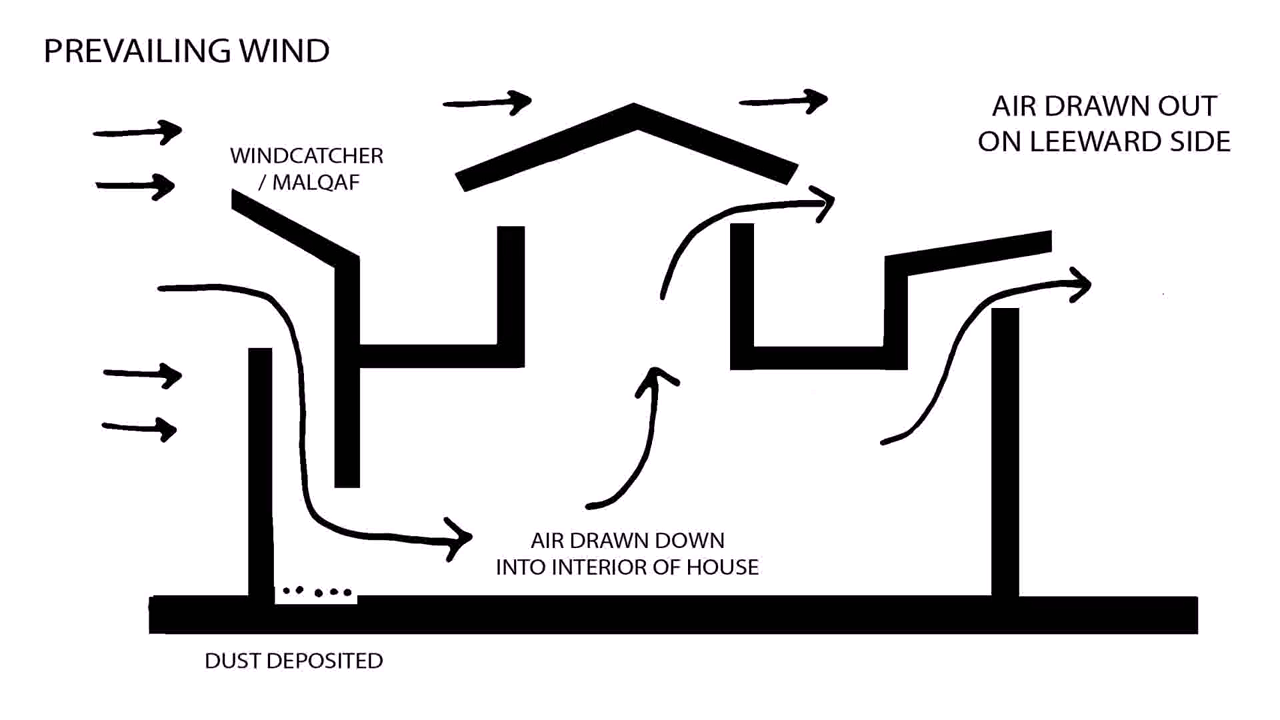 PREVAILING WIND
WINDCATCHER
/ MALQAF
AIR DRAWN OUT
ON LEEWARD SIDE
AIR DRAWN DOWN
INTO INTERIOR OF HOUSE
DUST DEPOSITED